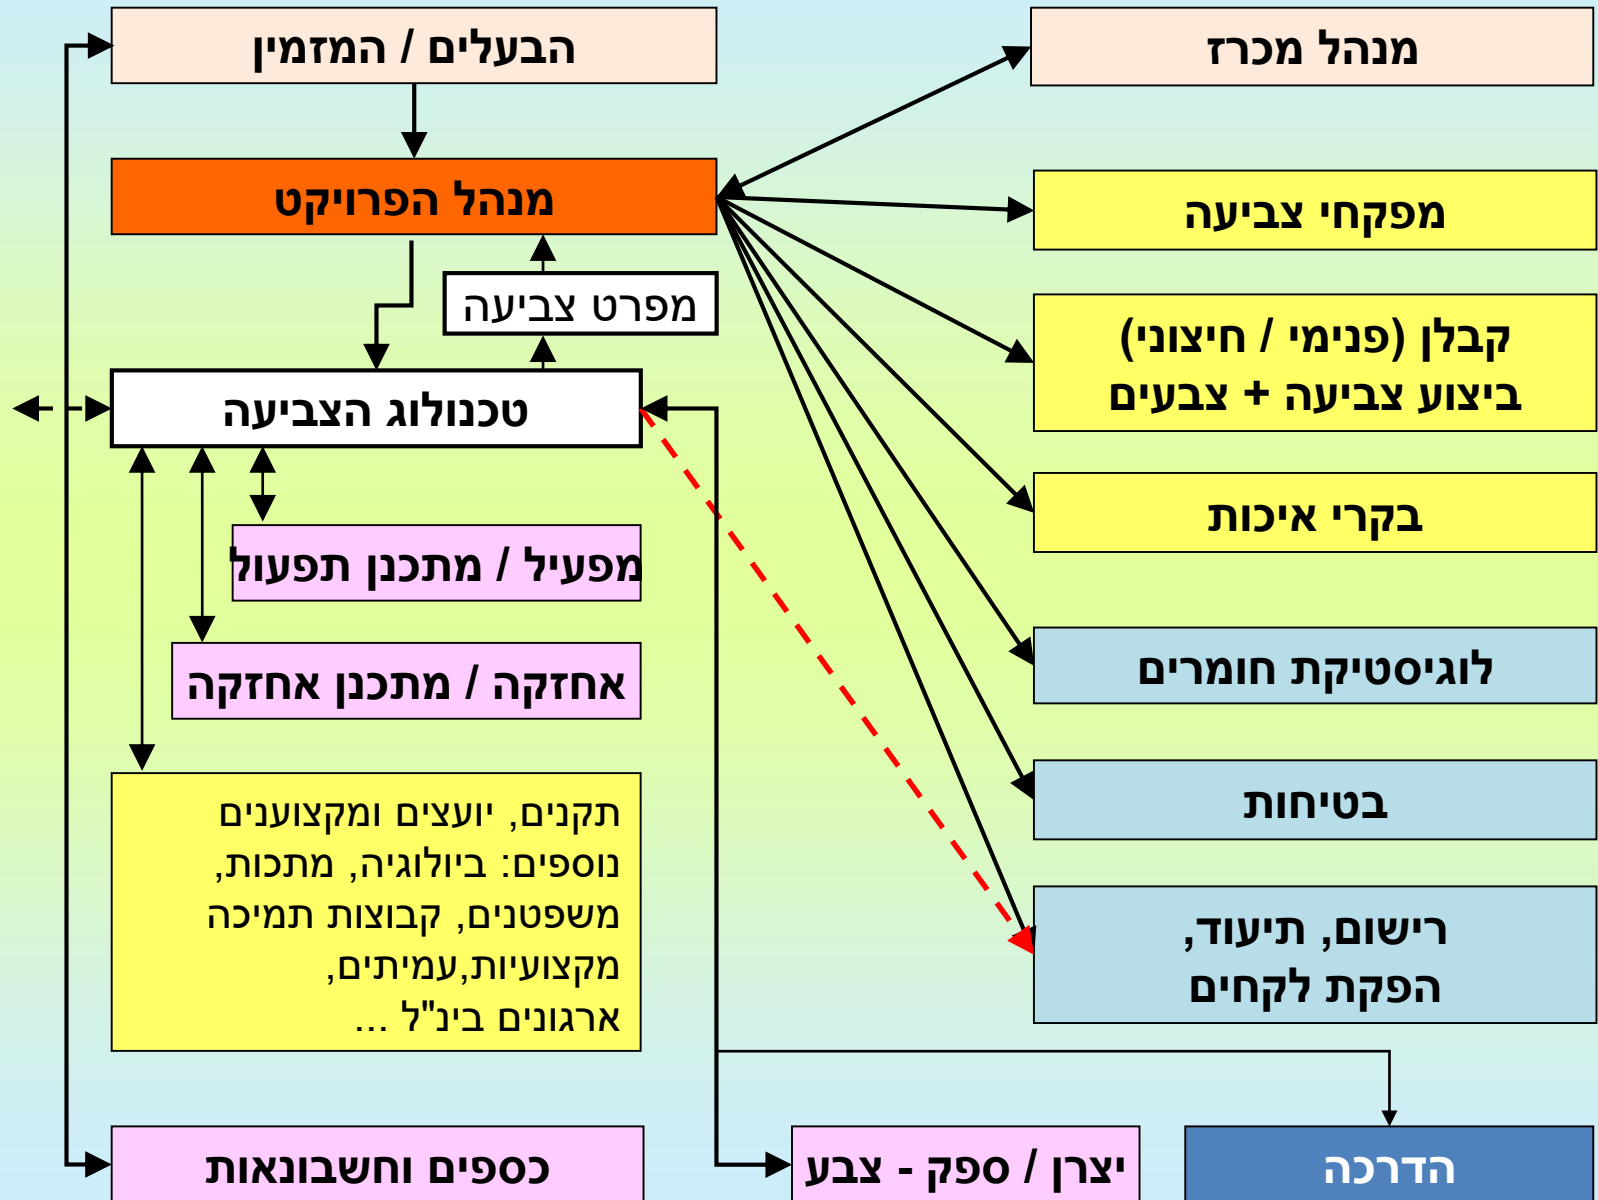 הבעלים / המזמין
מנהל מכרז
מנהל הפרויקט
מפקחי צביעה
מפרט צביעה
קבלן (פנימי / חיצוני)
ביצוע צביעה + צבעים
טכנולוג הצביעה
בקרי איכות
מפעיל / מתכנן תפעול
לוגיסטיקת חומרים
אחזקה / מתכנן אחזקה
בטיחות
תקנים, יועצים ומקצוענים
נוספים: ביולוגיה, מתכות,
משפטנים, קבוצות תמיכה
מקצועיות,עמיתים,
ארגונים בינ"ל ...
רישום, תיעוד,
הפקת לקחים
כספים וחשבונאות
יצרן / ספק - צבע
הדרכה